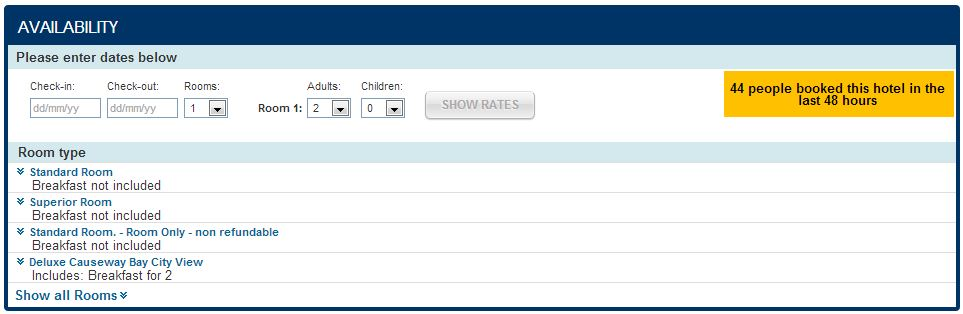 AVAILABILITY
Please enter dates below
Check-in: Check-out: Rooms: Adults: Children:
dd/mm/yy dd/mm/yy 1 Room 1: 2 0 SHOW RATES
44 people booked this hotel in the
last 48 hours
Room type
Standard Room
Breakfast not included
Superior Room
Breakfast not included
Standard Room. - Room Only - non refundable
Breakfast not included
Deluxe Causeway Bay City View
Includes: Breakfast for 2
Show all Rooms